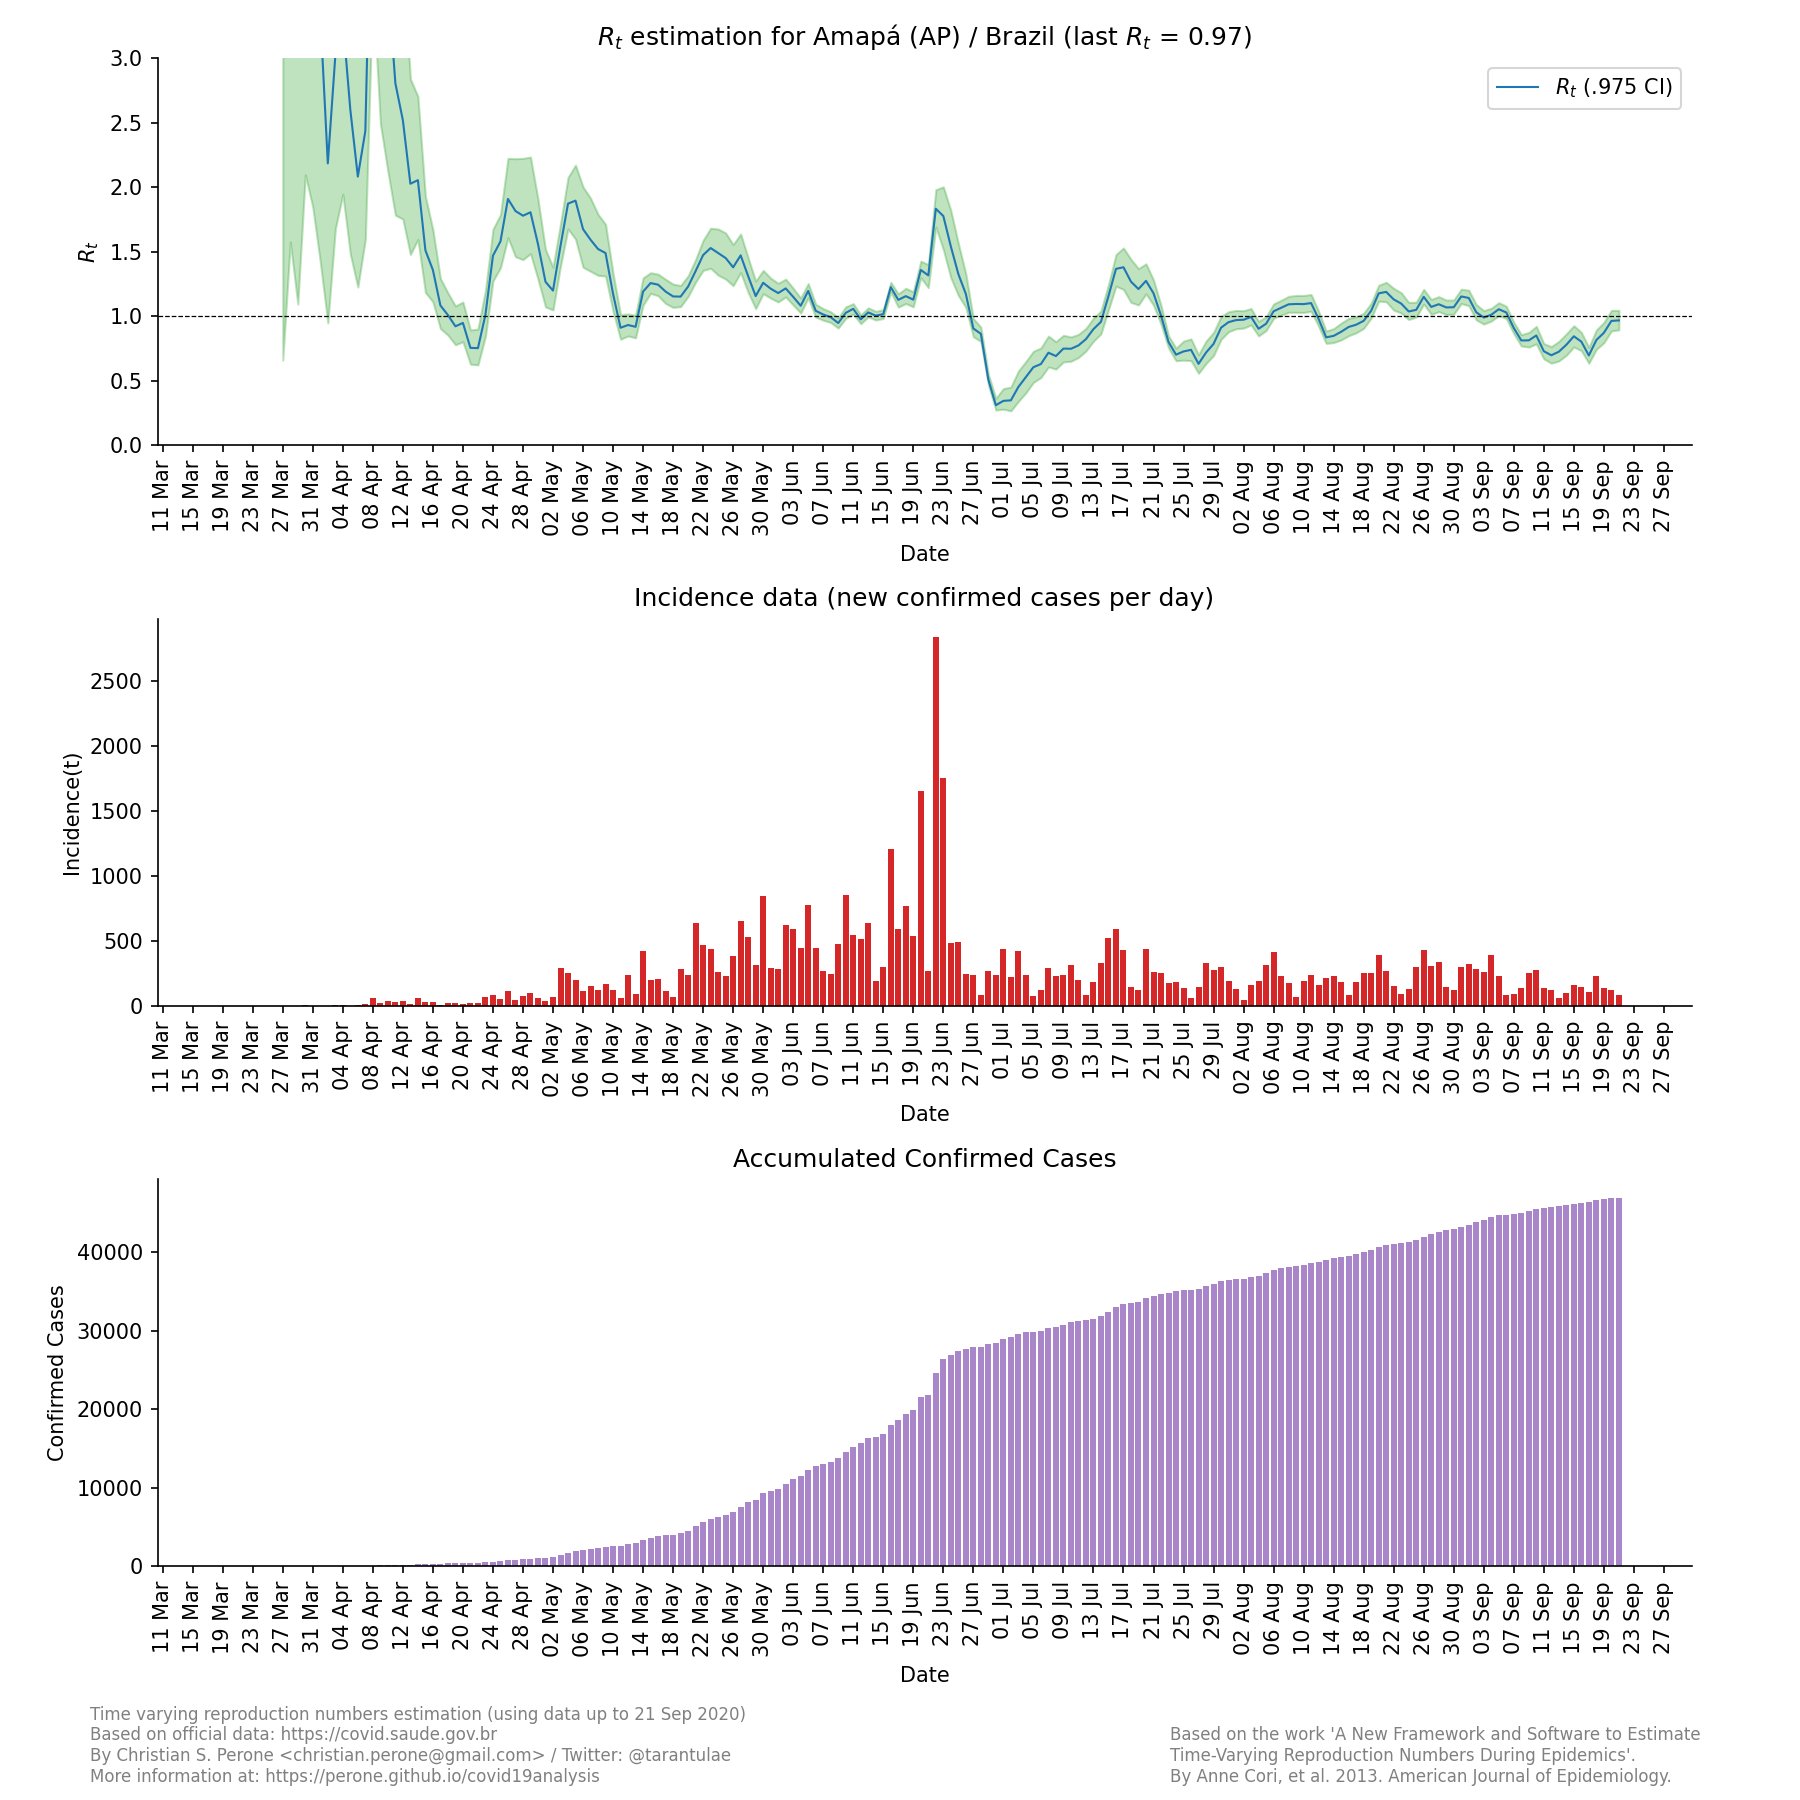 Rt estimation for Amapá (AP) / Brazil (last Rt = 0.97)
Rt (.975 CI)
3.0
2.5
2.0
1.5
1.0
0.5
0.0
Rt
11 Mar 15 Mar 19 Mar 23 Mar 27 Mar 31 Mar 04 Apr 08 Apr 12 Apr 16 Apr 20 Apr 24 Apr 28 Apr 02 May 06 May 10 May 14 May 18 May 22 May 26 May 30 May 03 Jun 07 Jun 11 Jun 15 Jun 19 Jun 23 Jun 27 Jun 01 Jul 05 Jul 09 Jul 13 Jul 17 Jul 21 Jul 25 Jul 29 Jul 02 Aug 06 Aug 10 Aug 14 Aug 18 Aug 22 Aug 26 Aug 30 Aug 03 Sep 07 Sep 11 Sep 15 Sep 19 Sep 23 Sep 27 Sep
Date
Incidence data (new confirmed cases per day)
2500
2000
1500
1000
500
0
Incidence(t)
11 Mar 15 Mar 19 Mar 23 Mar 27 Mar 31 Mar 04 Apr 08 Apr 12 Apr 16 Apr 20 Apr 24 Apr 28 Apr 02 May 06 May 10 May 14 May 18 May 22 May 26 May 30 May 03 Jun 07 Jun 11 Jun 15 Jun 19 Jun 23 Jun 27 Jun 01 Jul 05 Jul 09 Jul 13 Jul 17 Jul 21 Jul 25 Jul 29 Jul 02 Aug 06 Aug 10 Aug 14 Aug 18 Aug 22 Aug 26 Aug 30 Aug 03 Sep 07 Sep 11 Sep 15 Sep 19 Sep 23 Sep 27 Sep
Date
Accumulated Confirmed Cases
40000
30000
20000
10000
0
Confirmed Cases
11 Mar 15 Mar 19 Mar 23 Mar 27 Mar 31 Mar 04 Apr 08 Apr 12 Apr 16 Apr 20 Apr 24 Apr 28 Apr 02 May 06 May 10 May 14 May 18 May 22 May 26 May 30 May 03 Jun 07 Jun 11 Jun 15 Jun 19 Jun 23 Jun 27 Jun 01 Jul 05 Jul 09 Jul 13 Jul 17 Jul 21 Jul 25 Jul 29 Jul 02 Aug 06 Aug 10 Aug 14 Aug 18 Aug 22 Aug 26 Aug 30 Aug 03 Sep 07 Sep 11 Sep 15 Sep 19 Sep 23 Sep 27 Sep
Date
Time varying reproduction numbers estimation (using data up to 21 Sep 2020)
Based on official data: https://covid.saude.gov.br
By Christian S. Perone <christian.perone@gmail.com> / Twitter: @tarantulae
More information at: https://perone.github.io/covid19analysis
Based on the work 'A New Framework and Software to Estimate
Time-Varying Reproduction Numbers During Epidemics'.
By Anne Cori, et al. 2013. American Journal of Epidemiology.